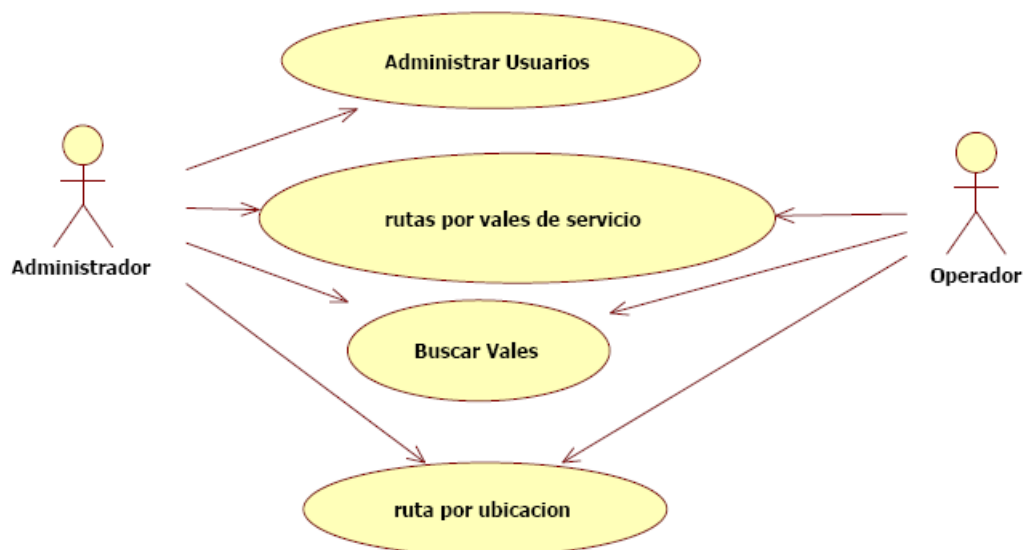 Administrar Usuarios
rutas por vales de servicio
Administrador
Operador
Buscar Vales
ruta por ubicacion